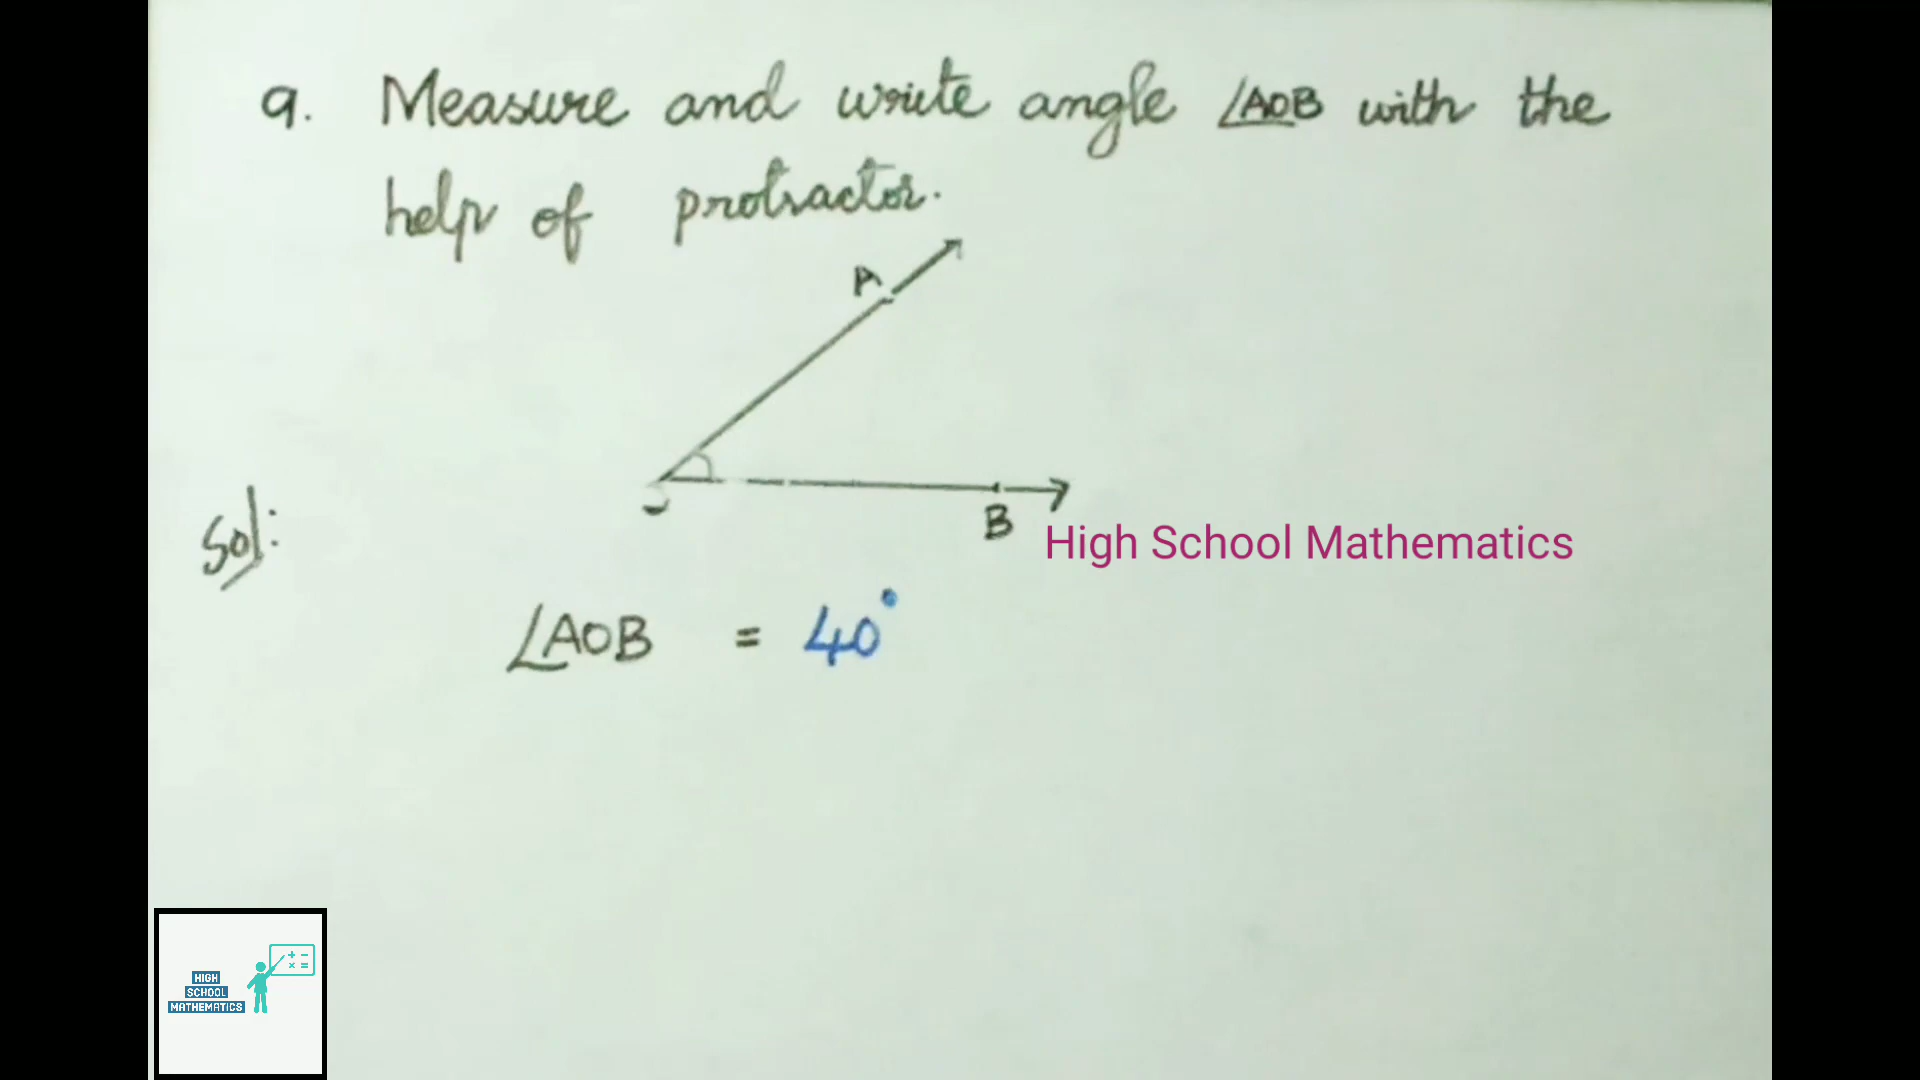 9. Measure and write angle ∠AOB with the
help of protractor.
A
B
High School Mathematics
Sol:
∠AOB = 40°
HIGH
SCHOOL
MATHEMATICS